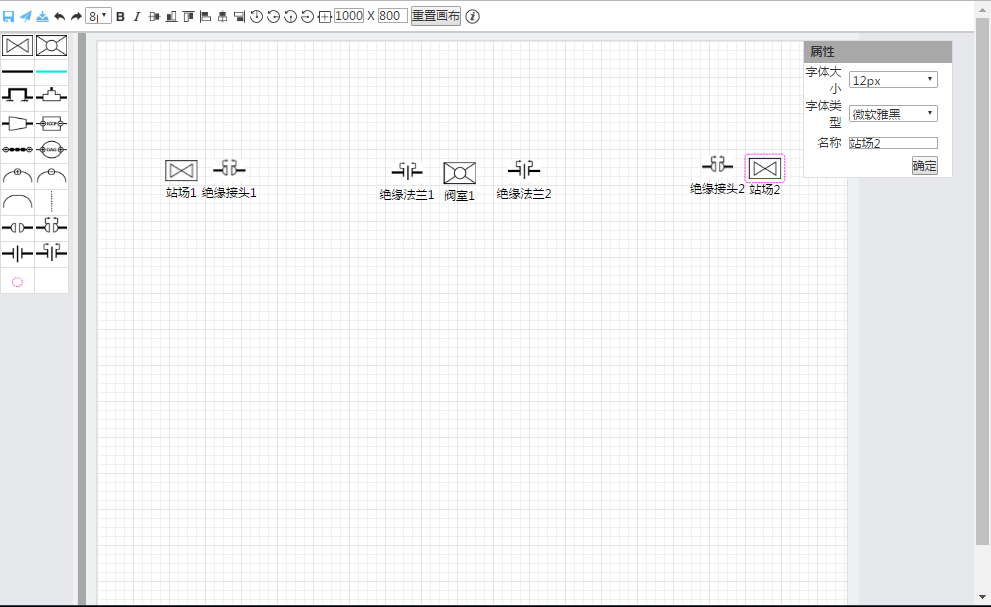 8 B I 1000 X 800 重置画布
属性
字体大小 12px
字体类型 微软雅黑
名称 站场2
确定
站场1 绝缘接头1 绝缘法兰1 阀室1 绝缘法兰2 绝缘接头2 站场2